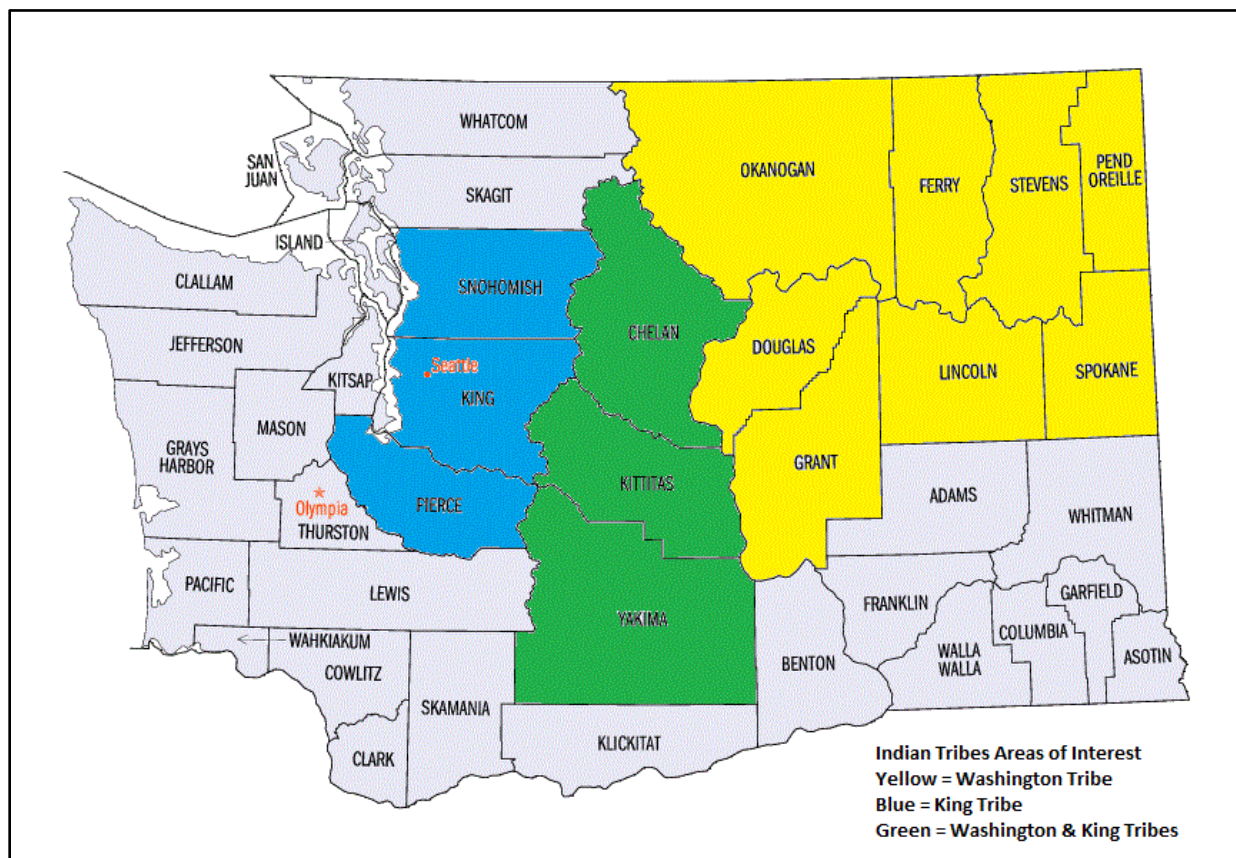 WHATCOM
SAN
JUAN
OKANOGAN
FERRY
STEVENS
PEND
OREILLE
SKAGIT
ISLAND
CLALLAM
SNOHOMISH
CHELAN
JEFFERSON
DOUGLAS
KITSAP
Seattle
KING
LINCOLN
SPOKANE
MASON
GRAYS
HARBOR
GRANT
KITTITAS
ADAMS
Olympia
PIERCE
THURSTON
WHITMAN
PACIFIC
LEWIS
FRANKLIN
GARFIELD
YAKIMA
COLUMBIA
WAHKIAKUM
WALLA
WALLA
BENTON
ASOTIN
COWLITZ
SKAMANIA
KLICKITAT
CLARK
Indian Tribes Areas of Interest
Yellow = Washington Tribe
Blue = King Tribe
Green = Washington & King Tribes